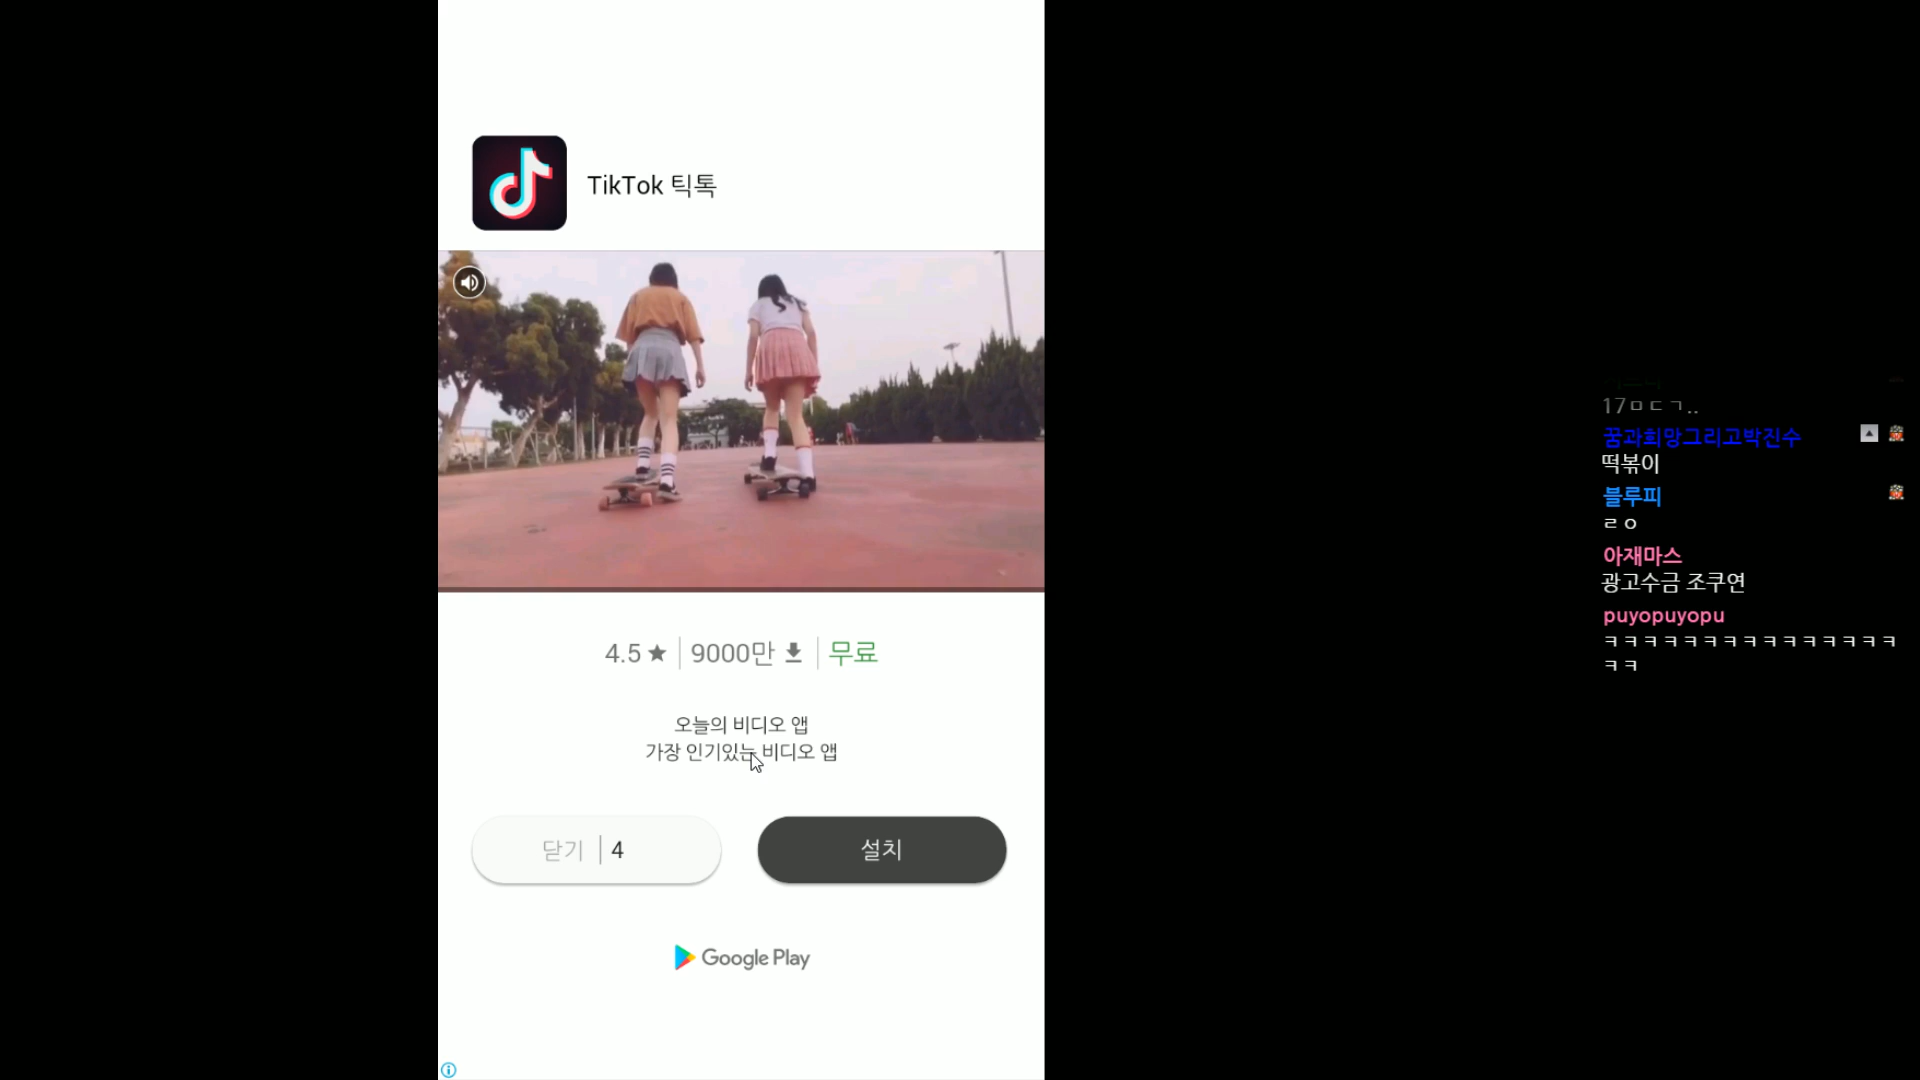 TikTok 틱톡
4.5 ★ | 9000만 | 무료
오늘의 비디오 앱
가장 인기있는 비디오 앱
닫기 | 4
설치
Google Play
17ㅁㄷㄱ..
꿈과희망그리고박진수
떡볶이
블루피
ㄹㅇ
아재마스
광고수금 조쿠연
puyopuyopu
ㅋㅋㅋㅋㅋㅋㅋㅋㅋㅋㅋㅋㅋㅋㅋ
ㅋㅋ